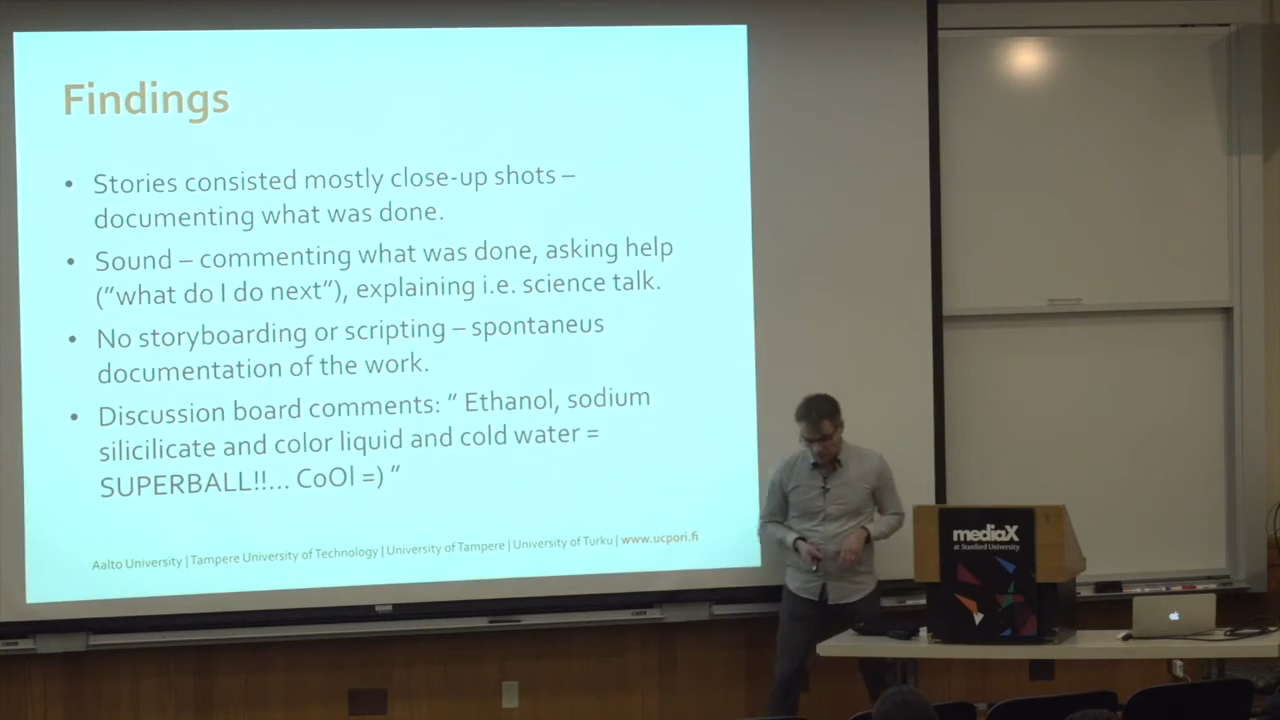 Findings
• Stories consisted mostly close-up shots –
documenting what was done.
• Sound – commenting what was done, asking help
("what do I do next"), explaining i.e. science talk.
• No storyboarding or scripting – spontaneus
documentation of the work.
• Discussion board comments: " Ethanol, sodium
silicilicate and color liquid and cold water =
SUPERBALL!!... CoOl =) "
Aalto University | Tampere University of Technology | University of Tampere | University of Turku | www.ucpori.fi
mediaX
at Stanford University